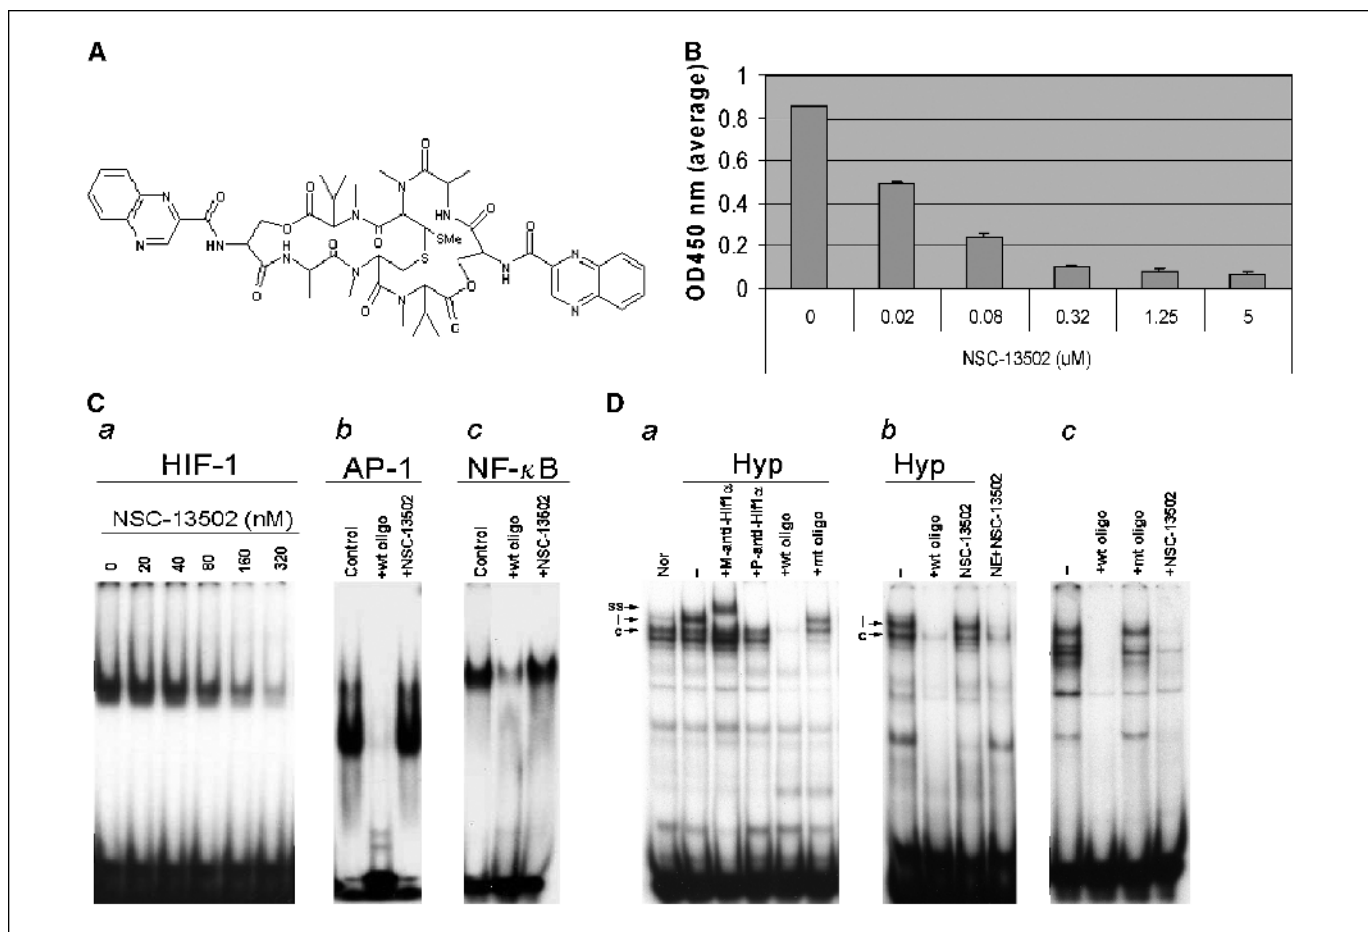 A
O
N
N
O
NH
O
O
O
O
N
N
O
N
O
NH
O
SMe
S
O
N
H
O
N
N
O
H
N
O
N
O
N
O
O
O
B
OD450 nm (average)
1
0.8
0.6
0.4
0.2
0
0 0.02 0.08 0.32 1.25 5
NSC-13502 (uM)
C
a
HIF-1
NSC-13502 (nM)
0 20 40 80 160 320
b
AP-1
Control
+wt oligo
+NSC-13502
c
NF-κB
Control
+wt oligo
+NSC-13502
D
a
Hyp
Nor
–
+M-anti-Hif1α
+P-anti-Hif1α
+wt oligo
+mt oligo
ss
I
c
b
Hyp
–
+wt oligo
NSC-13502
NE+NSC-13502
I
c
c
–
+wt oligo
+mt oligo
+NSC-13502